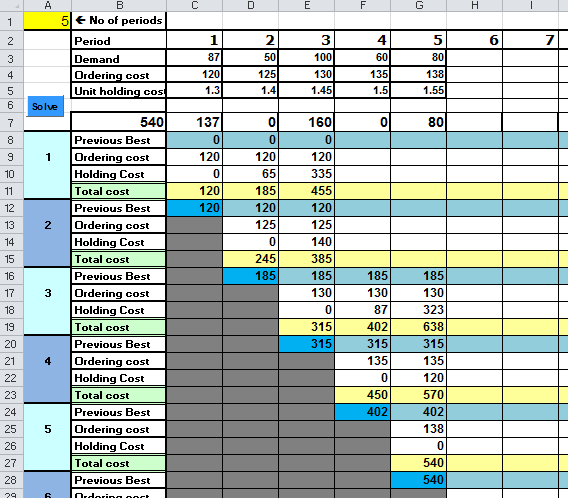 A B C D E F G H I
1 5 ← No of periods
2 Period 1 2 3 4 5 6 7
3 Demand 87 50 100 60 80
4 Ordering cost 120 125 130 135 138
5 Unit holding cos 1.3 1.4 1.45 1.5 1.55
6 Solve
7 540 137 0 160 0 80
8 Previous Best 0 0 0
9 1 Ordering cost 120 120 120
10 Holding Cost 0 65 335
11 Total cost 120 185 455
12 Previous Best 120 120 120
13 2 Ordering cost 125 125
14 Holding Cost 0 140
15 Total cost 245 385
16 Previous Best 185 185 185 185
17 3 Ordering cost 130 130 130
18 Holding Cost 0 87 323
19 Total cost 315 402 638
20 Previous Best 315 315 315
21 4 Ordering cost 135 135
22 Holding Cost 0 120
23 Total cost 450 570
24 Previous Best 402 402
25 5 Ordering cost 138
26 Holding Cost 0
27 Total cost 540
28 Previous Best 540
29 6 Ordering cost